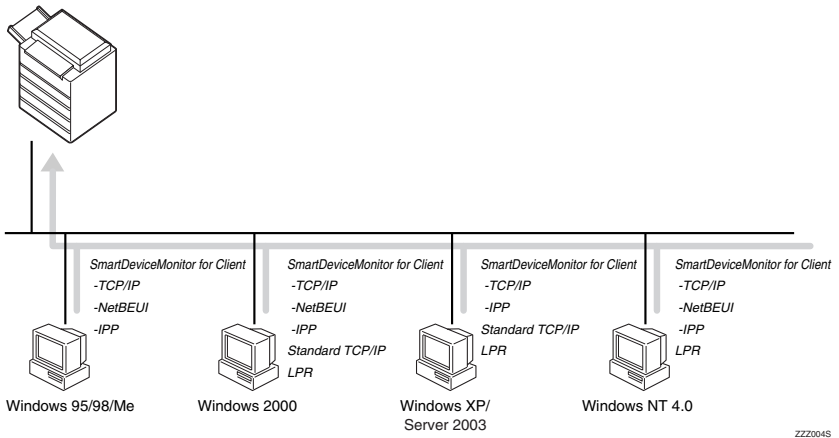 SmartDeviceMonitor for Client
-TCP/IP
-NetBEUI
-IPP
Windows 95/98/Me
SmartDeviceMonitor for Client
-TCP/IP
-NetBEUI
-IPP
Standard TCP/IP
LPR
Windows 2000
SmartDeviceMonitor for Client
-TCP/IP
-IPP
Standard TCP/IP
LPR
Windows XP/
Server 2003
SmartDeviceMonitor for Client
-TCP/IP
-NetBEUI
-IPP
LPR
Windows NT 4.0
ZZZ004S